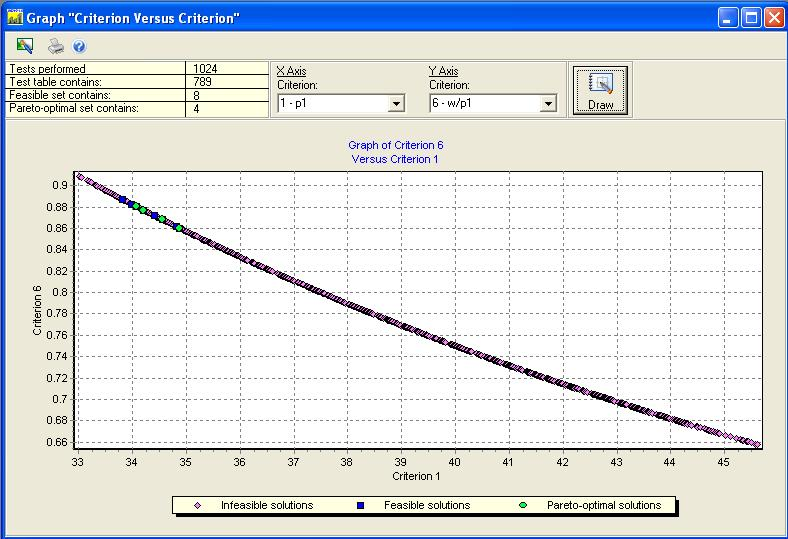 Graph "Criterion Versus Criterion"
Tests performed 1024
Test table contains: 789
Feasible set contains: 8
Pareto-optimal set contains: 4
X Axis
Criterion:
1 - p1
Y Axis
Criterion:
6 - w/p1
Draw
Graph of Criterion 6
Versus Criterion 1
0.9
0.88
0.86
0.84
0.82
0.8
0.78
0.76
0.74
0.72
0.7
0.68
0.66
Criterion 6
33 34 35 36 37 38 39 40 41 42 43 44 45
Criterion 1
Infeasible solutions Feasible solutions Pareto-optimal solutions